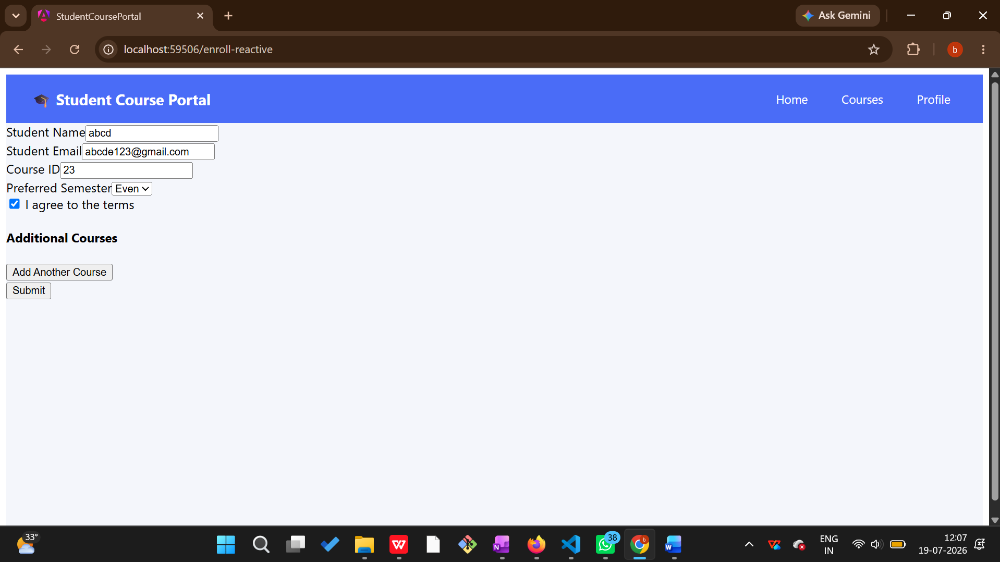 StudentCoursePortal
Ask Gemini
localhost:59506/enroll-reactive
b
Student Course Portal
Home
Courses
Profile
Student Name abcd
Student Email abcde123@gmail.com
Course ID 23
Preferred Semester Even
I agree to the terms
Additional Courses
Add Another Course
Submit
33°
W
N
38
b
W
ENG
IN
12:07
19-07-2026